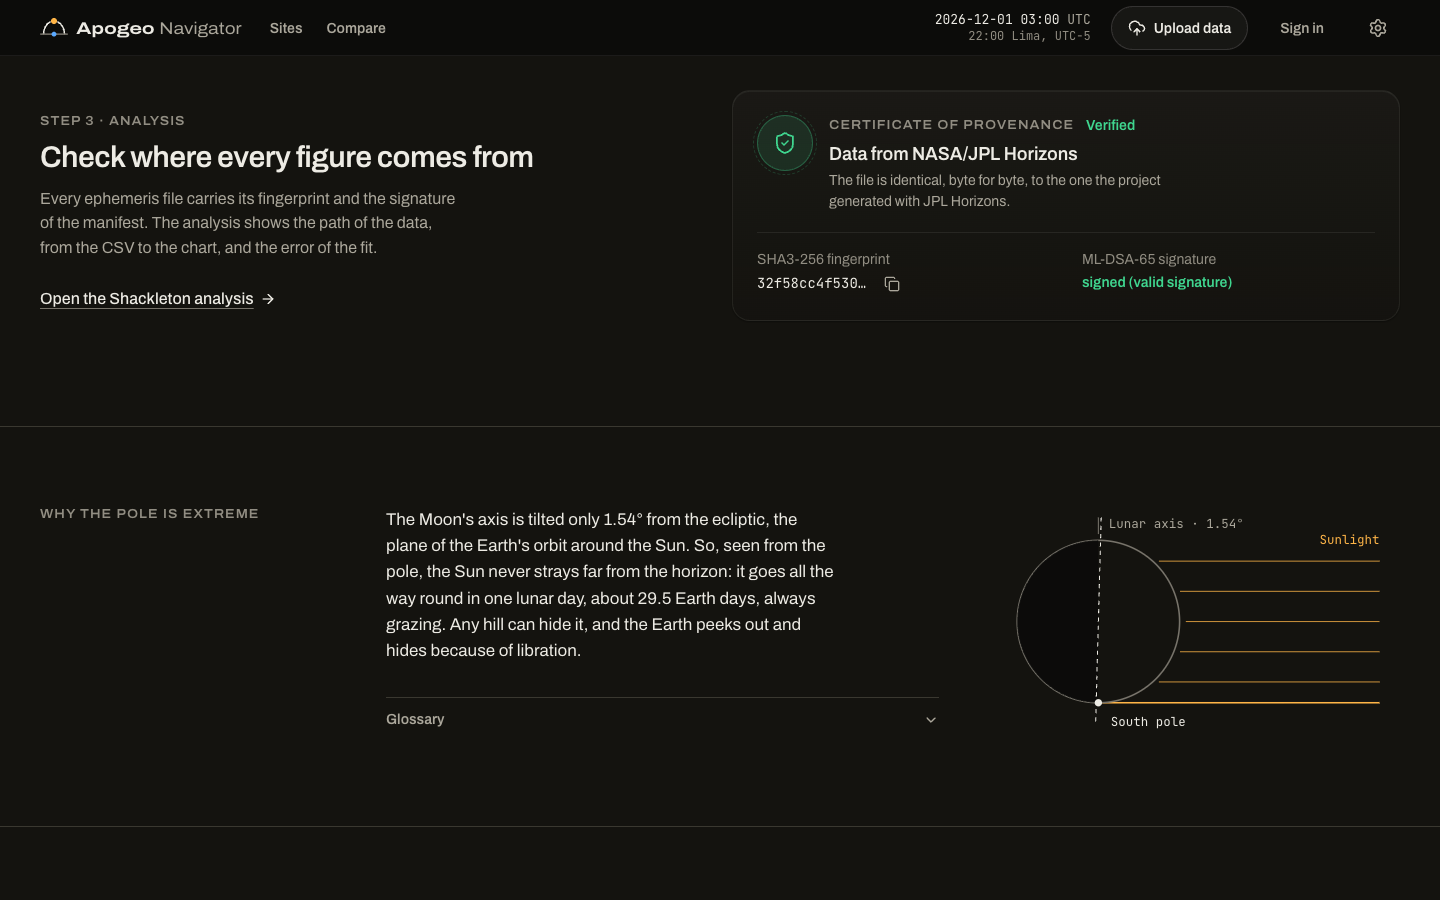 Apogeo Navigator
Sites
Compare
2026-12-01 03:00 UTC
22:00 Lima, UTC-5
Upload data
Sign in
STEP 3 · ANALYSIS
Check where every figure comes from
Every ephemeris file carries its fingerprint and the signature
of the manifest. The analysis shows the path of the data,
from the CSV to the chart, and the error of the fit.
Open the Shackleton analysis →
CERTIFICATE OF PROVENANCE Verified
Data from NASA/JPL Horizons
The file is identical, byte for byte, to the one the project
generated with JPL Horizons.
SHA3-256 fingerprint
32f58cc4f530…
ML-DSA-65 signature
signed (valid signature)
WHY THE POLE IS EXTREME
The Moon's axis is tilted only 1.54° from the ecliptic, the
plane of the Earth's orbit around the Sun. So, seen from the
pole, the Sun never strays far from the horizon: it goes all the
way round in one lunar day, about 29.5 Earth days, always
grazing. Any hill can hide it, and the Earth peeks out and
hides because of libration.
Glossary
Lunar axis · 1.54°
Sunlight
South pole